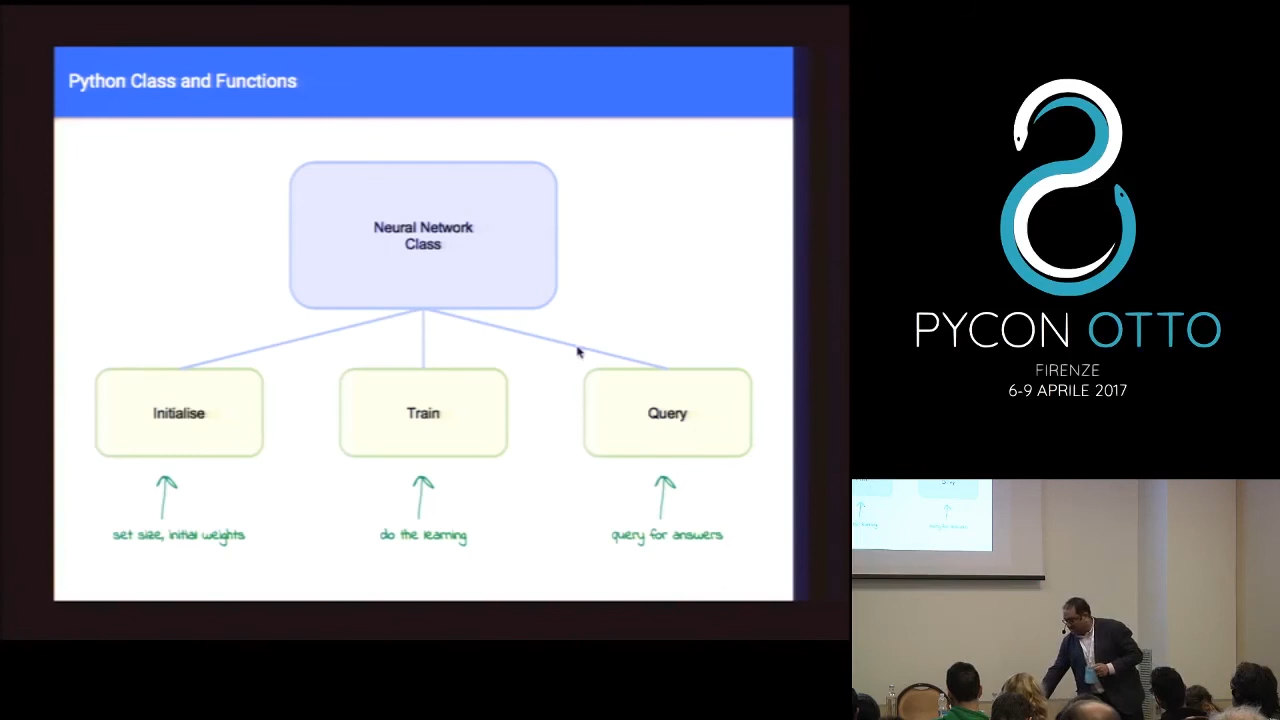 Python Class and Functions
Neural Network
Class
Initialise
Train
Query
set size, initial weights
do the learning
query for answers
PYCON OTTO
FIRENZE
6-9 APRILE 2017